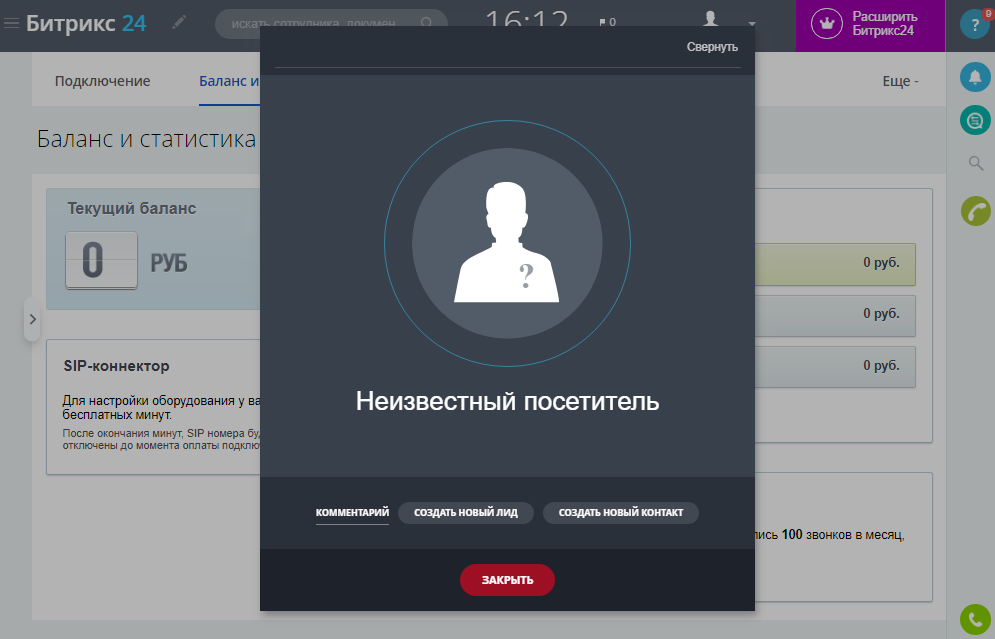 Битрикс 24
искать сотрудника, докумен
16:12
0
Расширить
Битрикс24
?
9
Свернуть
Подключение
Баланс и
Еще -
Баланс и статистика
Текущий баланс
0 РУБ
0 руб.
0 руб.
0 руб.
?
Неизвестный посетитель
SIP-коннектор
Для настройки оборудования у ва
бесплатных минут.
После окончания минут, SIP номера бу
отключены до момента оплаты подклю
КОММЕНТАРИЙ
СОЗДАТЬ НОВЫЙ ЛИД
СОЗДАТЬ НОВЫЙ КОНТАКТ
лись 100 звонков в месяц,
ЗАКРЫТЬ